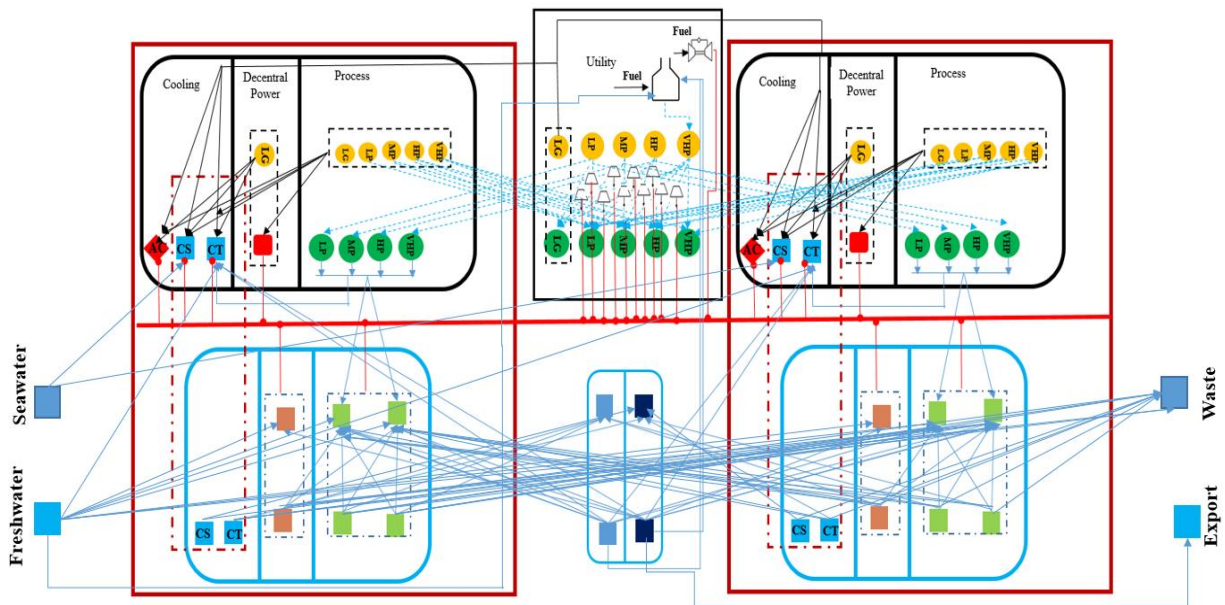 Fuel
Utility
Fuel
Cooling
Decentral
Power
Process
LG
LG
LP
MP
HP
VHP
AC
CS
CT
LP
MP
HP
VHP
LG
LP
MP
HP
VHP
LG
LP
MP
HP
VHP
Cooling
Decentral
Power
Process
LG
LG
LP
MP
HP
VHP
AC
CS
CT
LP
MP
HP
VHP
Seawater
Freshwater
CS
CT
CS
CT
Waste
Export